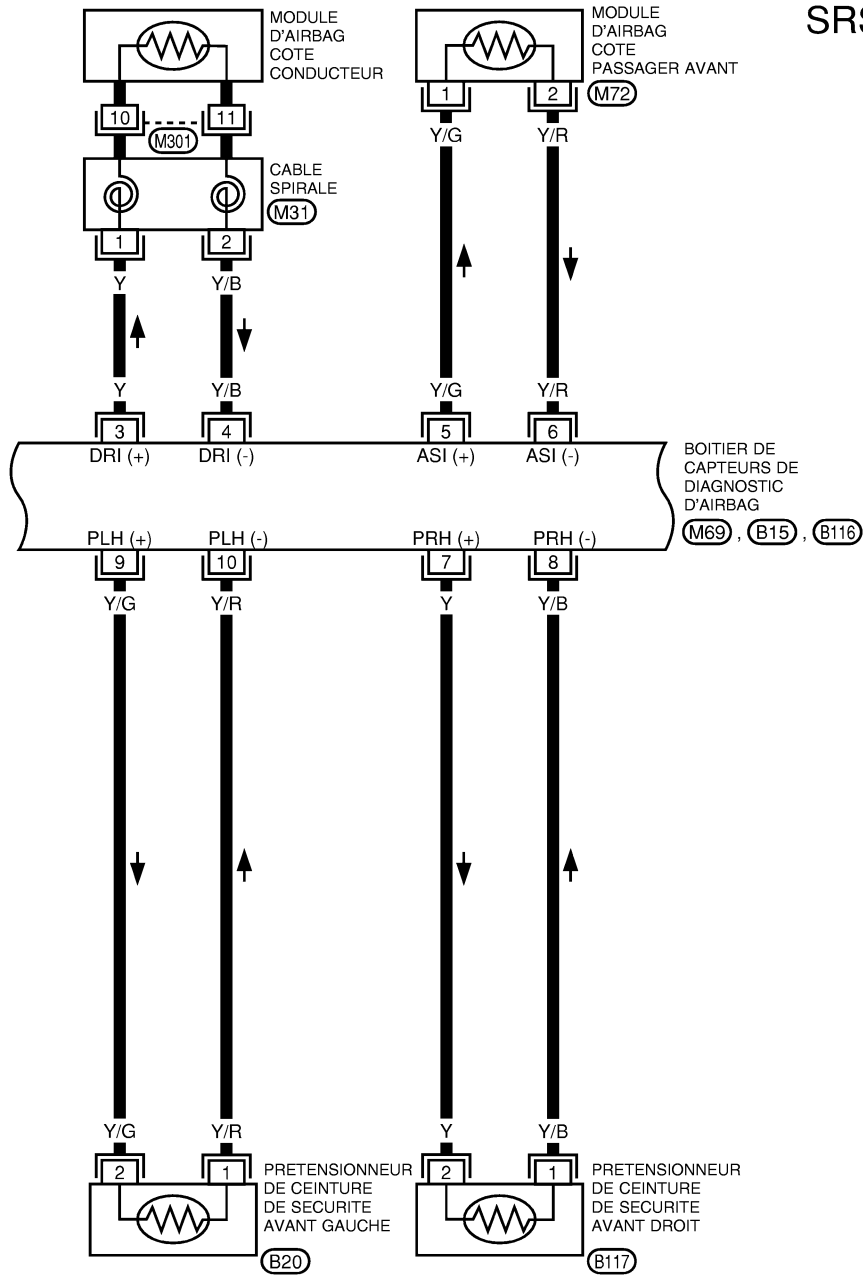 SRS
MODULE
D'AIRBAG
COTE
CONDUCTEUR
MODULE
D'AIRBAG
COTE
PASSAGER AVANT
1
2
M72
10
11
M301
Y/G
Y/R
CABLE
SPIRALE
M31
1
2
Y
Y/B
Y
Y/B
Y/G
Y/R
3
4
5
6
DRI (+)
DRI (-)
ASI (+)
ASI (-)
BOITIER DE
CAPTEURS DE
DIAGNOSTIC
D'AIRBAG
M69 , B15 , B116
PLH (+)
PLH (-)
PRH (+)
PRH (-)
9
10
7
8
Y/G
Y/R
Y
Y/B
Y/G
Y/R
Y
Y/B
2
1
2
1
PRETENSIONNEUR
DE CEINTURE
DE SECURITE
AVANT GAUCHE
B20
PRETENSIONNEUR
DE CEINTURE
DE SECURITE
AVANT DROIT
B117